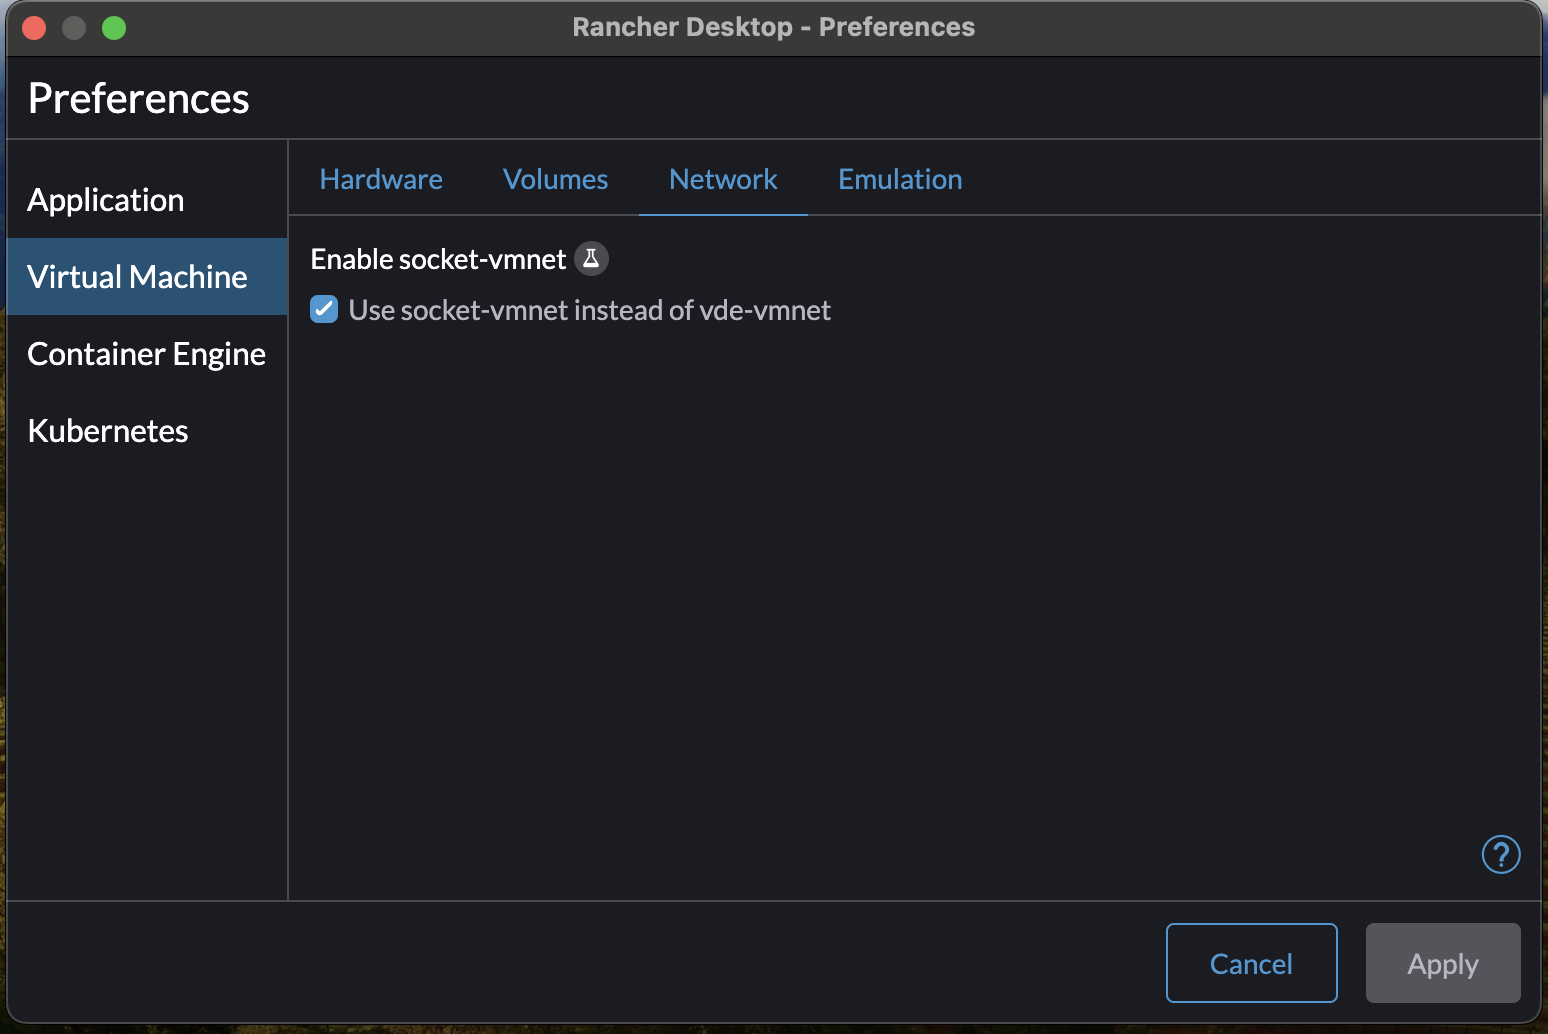 Rancher Desktop - Preferences
Preferences
Application
Virtual Machine
Container Engine
Kubernetes
Hardware Volumes Network Emulation
Enable socket-vmnet
Use socket-vmnet instead of vde-vmnet
?
Cancel Apply